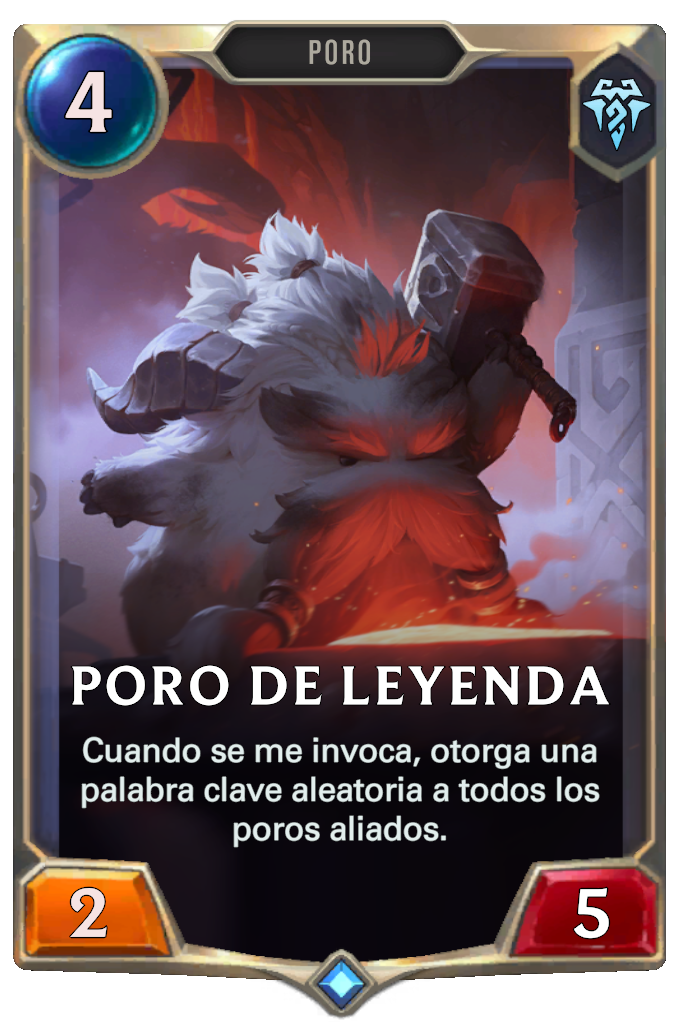 PORO
4
PORO DE LEYENDA
Cuando se me invoca, otorga una
palabra clave aleatoria a todos los
poros aliados.
2
5